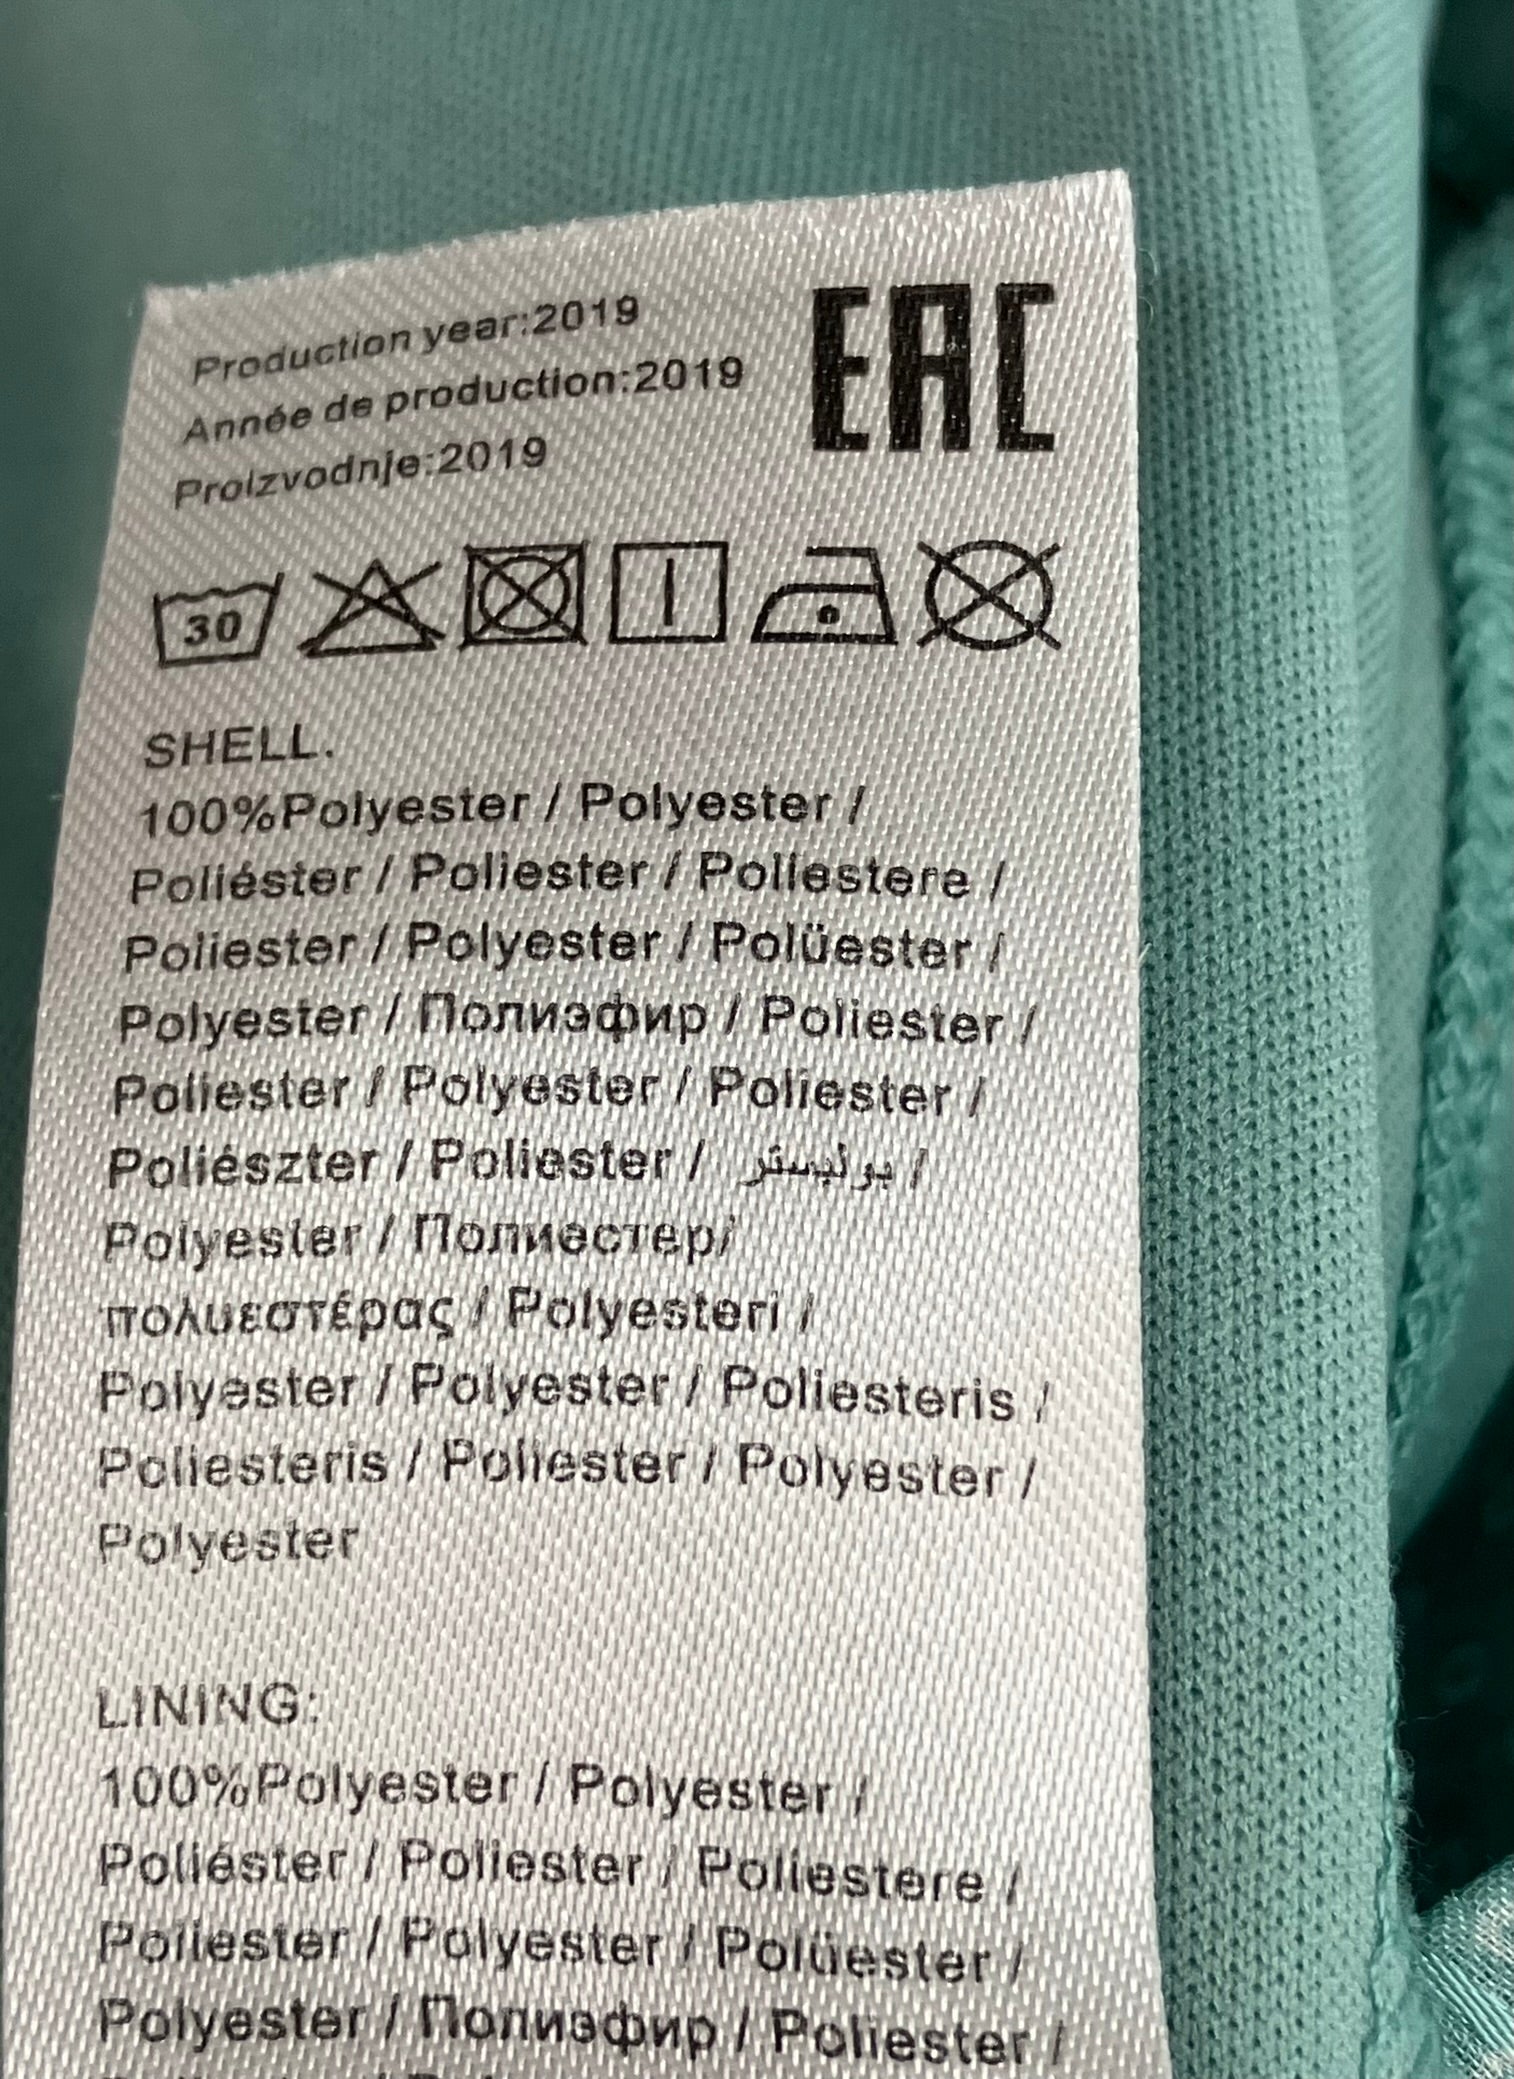 Production year:2019
Année de production:2019
Proizvodnje:2019
EAC
30
SHELL.
100%Polyester / Polyester /
Poliéster / Poliester / Poliestere /
Poliester / Polyester / Polüester /
Polyester / Полиэфир / Poliester /
Poliester / Polyester / Poliester /
Poliészter / Poliester / بوليستر /
Polyester / Полиестер/
πολυεστέρας / Polyesteri /
Polyester / Polyester / Poliesteris /
Poliesteris / Poliester / Polyester /
Polyester
LINING:
100%Polyester / Polyester /
Poliéster / Poliester / Poliestere /
Poliester / Polyester / Polüester /
Polyester / Полиэфир / Poliester /